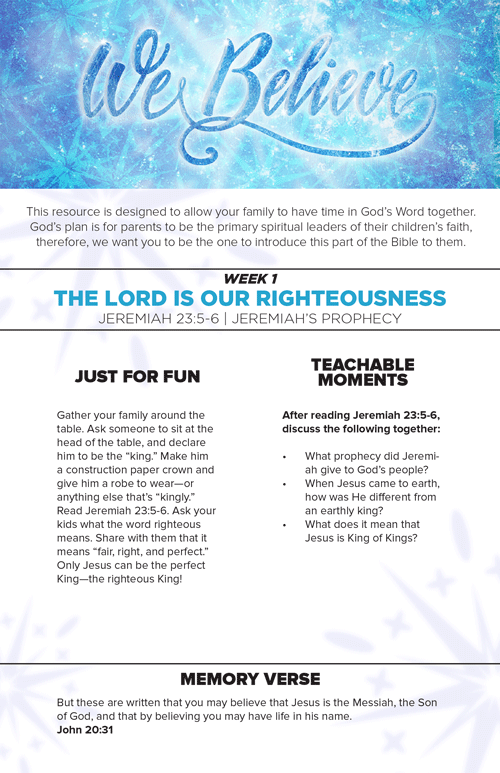 We Believe
This resource is designed to allow your family to have time in God's Word together.
God's plan is for parents to be the primary spiritual leaders of their children's faith,
therefore, we want you to be the one to introduce this part of the Bible to them.
WEEK 1
THE LORD IS OUR RIGHTEOUSNESS
JEREMIAH 23:5-6 | JEREMIAH'S PROPHECY
JUST FOR FUN
Gather your family around the
table. Ask someone to sit at the
head of the table, and declare
him to be the “king.” Make him
a construction paper crown and
give him a robe to wear—or
anything else that’s “kingly.”
Read Jeremiah 23:5-6. Ask your
kids what the word righteous
means. Share with them that it
means “fair, right, and perfect.”
Only Jesus can be the perfect
King—the righteous King!
TEACHABLE
MOMENTS
After reading Jeremiah 23:5-6,
discuss the following together:
• What prophecy did Jeremi-
ah give to God’s people?
• When Jesus came to earth,
how was He different from
an earthly king?
• What does it mean that
Jesus is King of Kings?
MEMORY VERSE
But these are written that you may believe that Jesus is the Messiah, the Son
of God, and that by believing you may have life in his name.
John 20:31